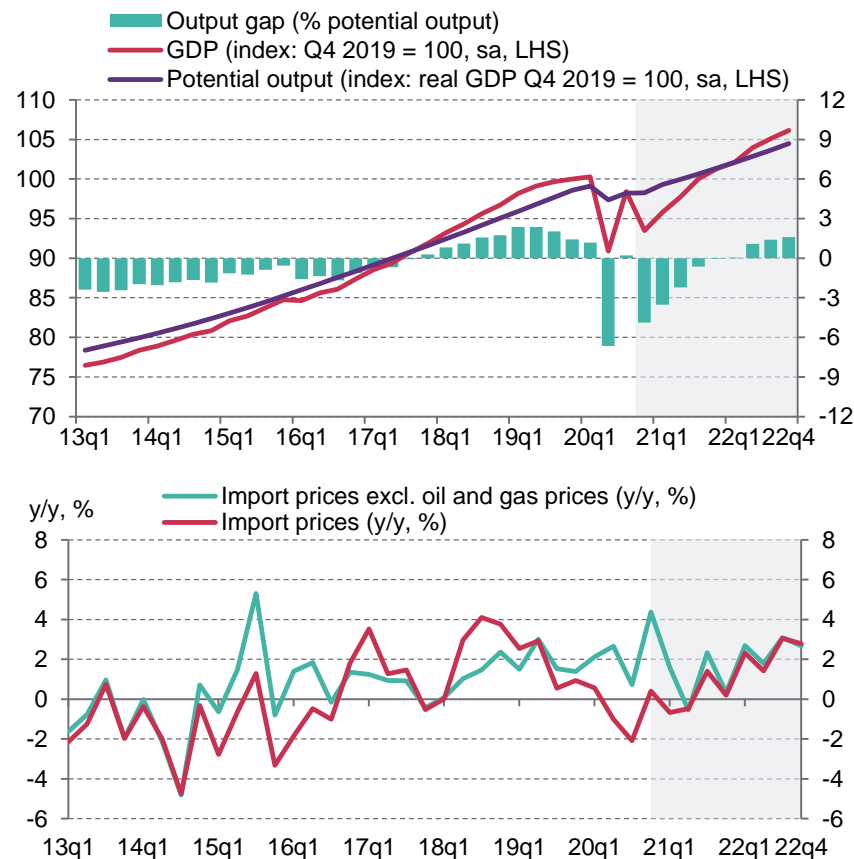 Output gap (% potential output)
GDP (index: Q4 2019 = 100, sa, LHS)
Potential output (index: real GDP Q4 2019 = 100, sa, LHS)
110 12
105 9
100 6
95 3
90 0
85 -3
80 -6
75 -9
70 -12
13q1 14q1 15q1 16q1 17q1 18q1 19q1 20q1 21q1 22q1 22q4
Import prices excl. oil and gas prices (y/y, %)
y/y, %
Import prices (y/y, %)
8 8
6 6
4 4
2 2
0 0
-2 -2
-4 -4
-6 -6
13q1 14q1 15q1 16q1 17q1 18q1 19q1 20q1 21q1 22q1 22q4